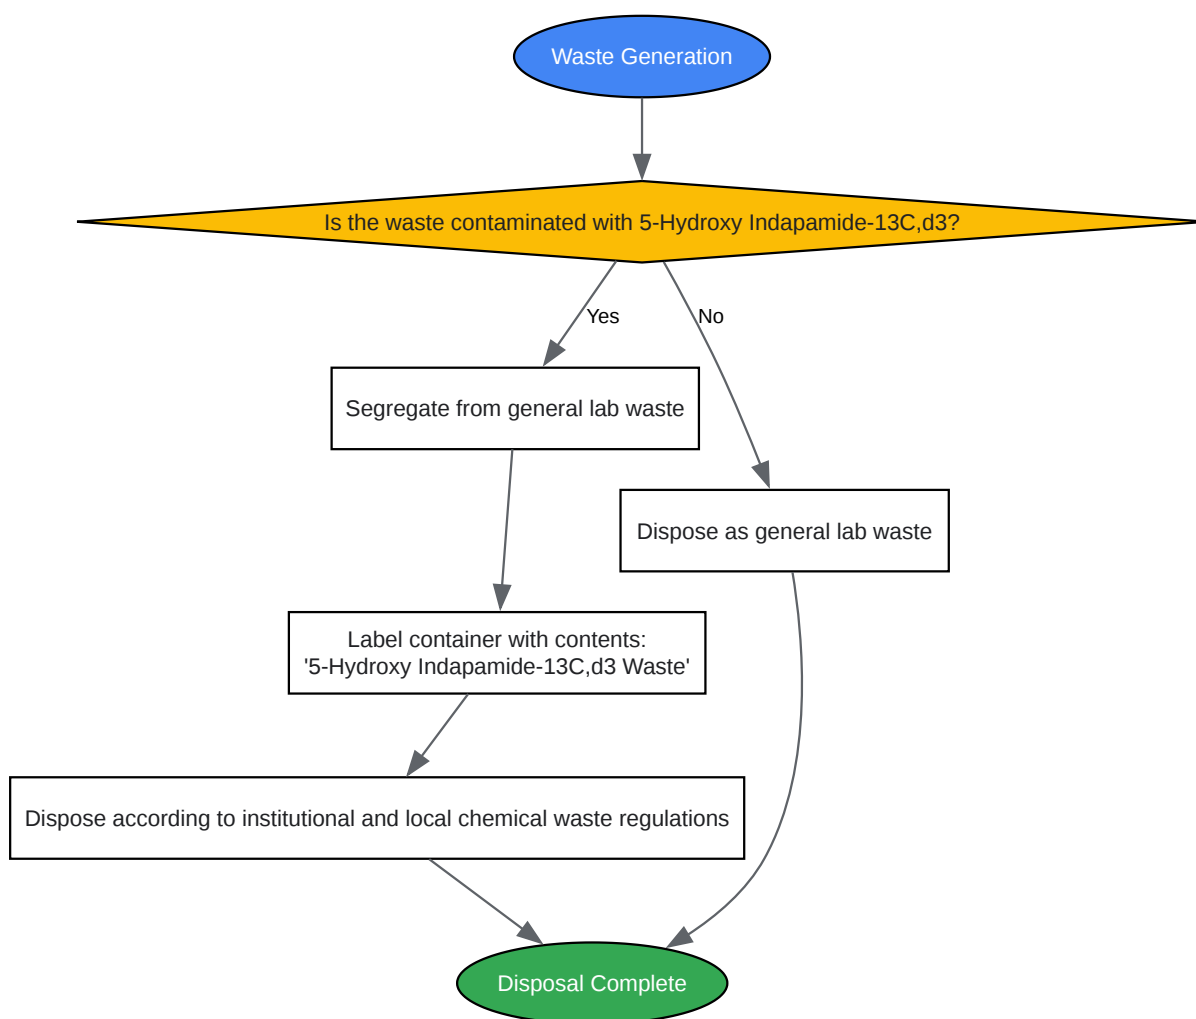 Waste Generation
Is the waste contaminated with 5-Hydroxy Indapamide-13C,d3?
Yes
No
Segregate from general lab waste
Dispose as general lab waste
Label container with contents:
'5-Hydroxy Indapamide-13C,d3 Waste'
Dispose according to institutional and local chemical waste regulations
Disposal Complete